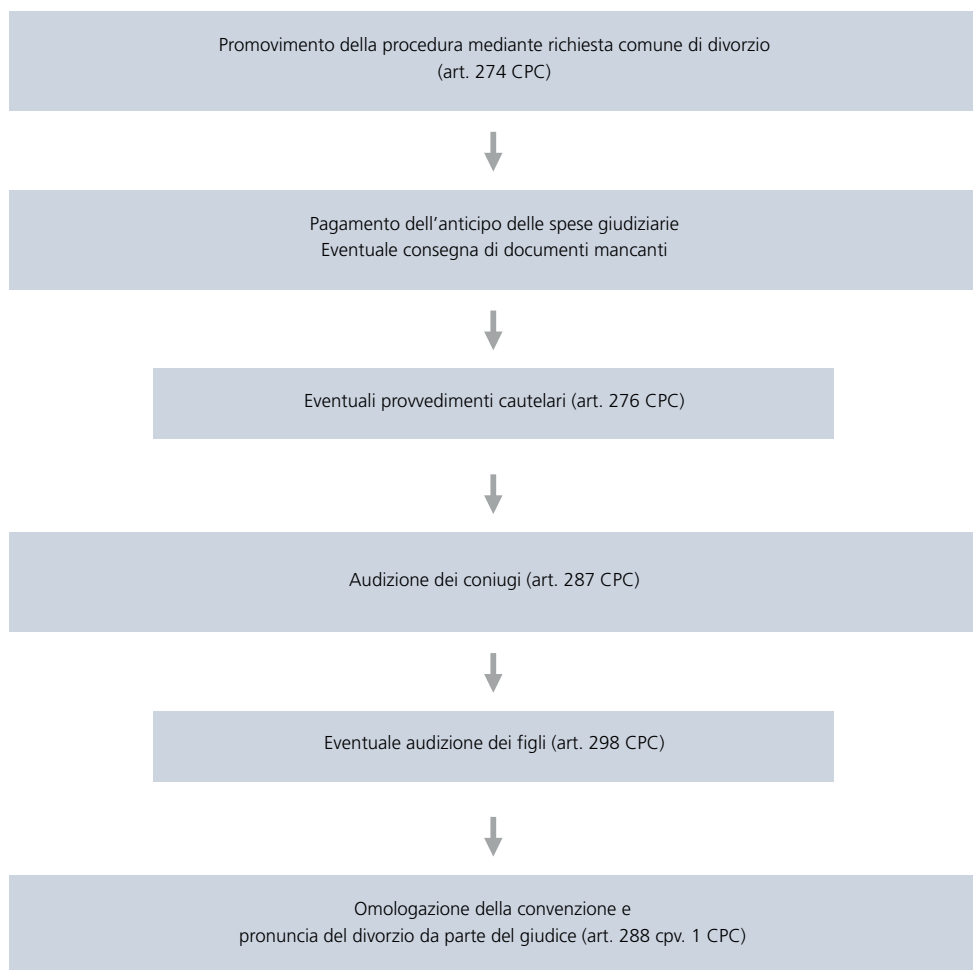 Promovimento della procedura mediante richiesta comune di divorzio
(art. 274 CPC)
Pagamento dell’anticipo delle spese giudiziarie
Eventuale consegna di documenti mancanti
Eventuali provvedimenti cautelari (art. 276 CPC)
Audizione dei coniugi (art. 287 CPC)
Eventuale audizione dei figli (art. 298 CPC)
Omologazione della convenzione e
pronuncia del divorzio da parte del giudice (art. 288 cpv. 1 CPC)